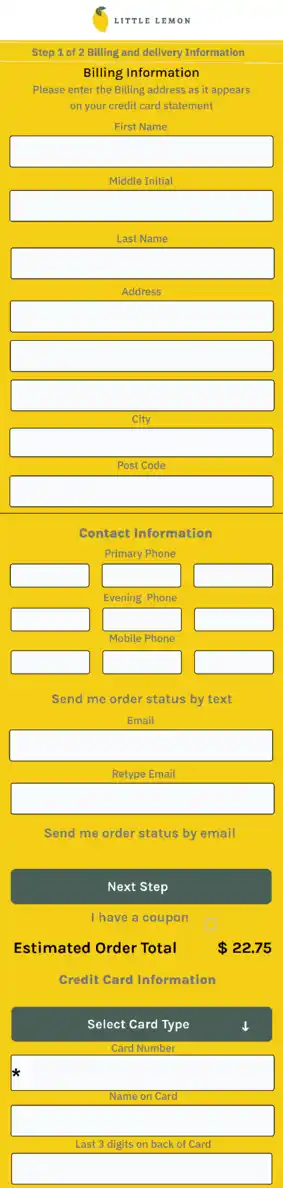 LITTLE LEMON
Step 1 of 2 Billing and delivery Information
Billing Information
Please enter the Billing address as it appears
on your credit card statement
First Name
Middle Initial
Last Name
Address
City
Post Code
Contact Information
Primary Phone
Evening Phone
Mobile Phone
Send me order status by text
Email
Retype Email
Send me order status by email
Next Step
I have a coupon
Estimated Order Total $ 22.75
Credit Card Information
Select Card Type ↓
Card Number
*
Name on Card
Last 3 digits on back of Card